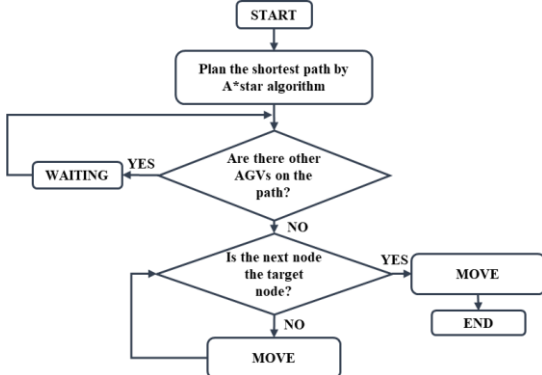 START
Plan the shortest path by
A*star algorithm
Are there other
AGVs on the
path?
YES
WAITING
NO
Is the next node
the target
node?
YES
MOVE
END
NO
MOVE